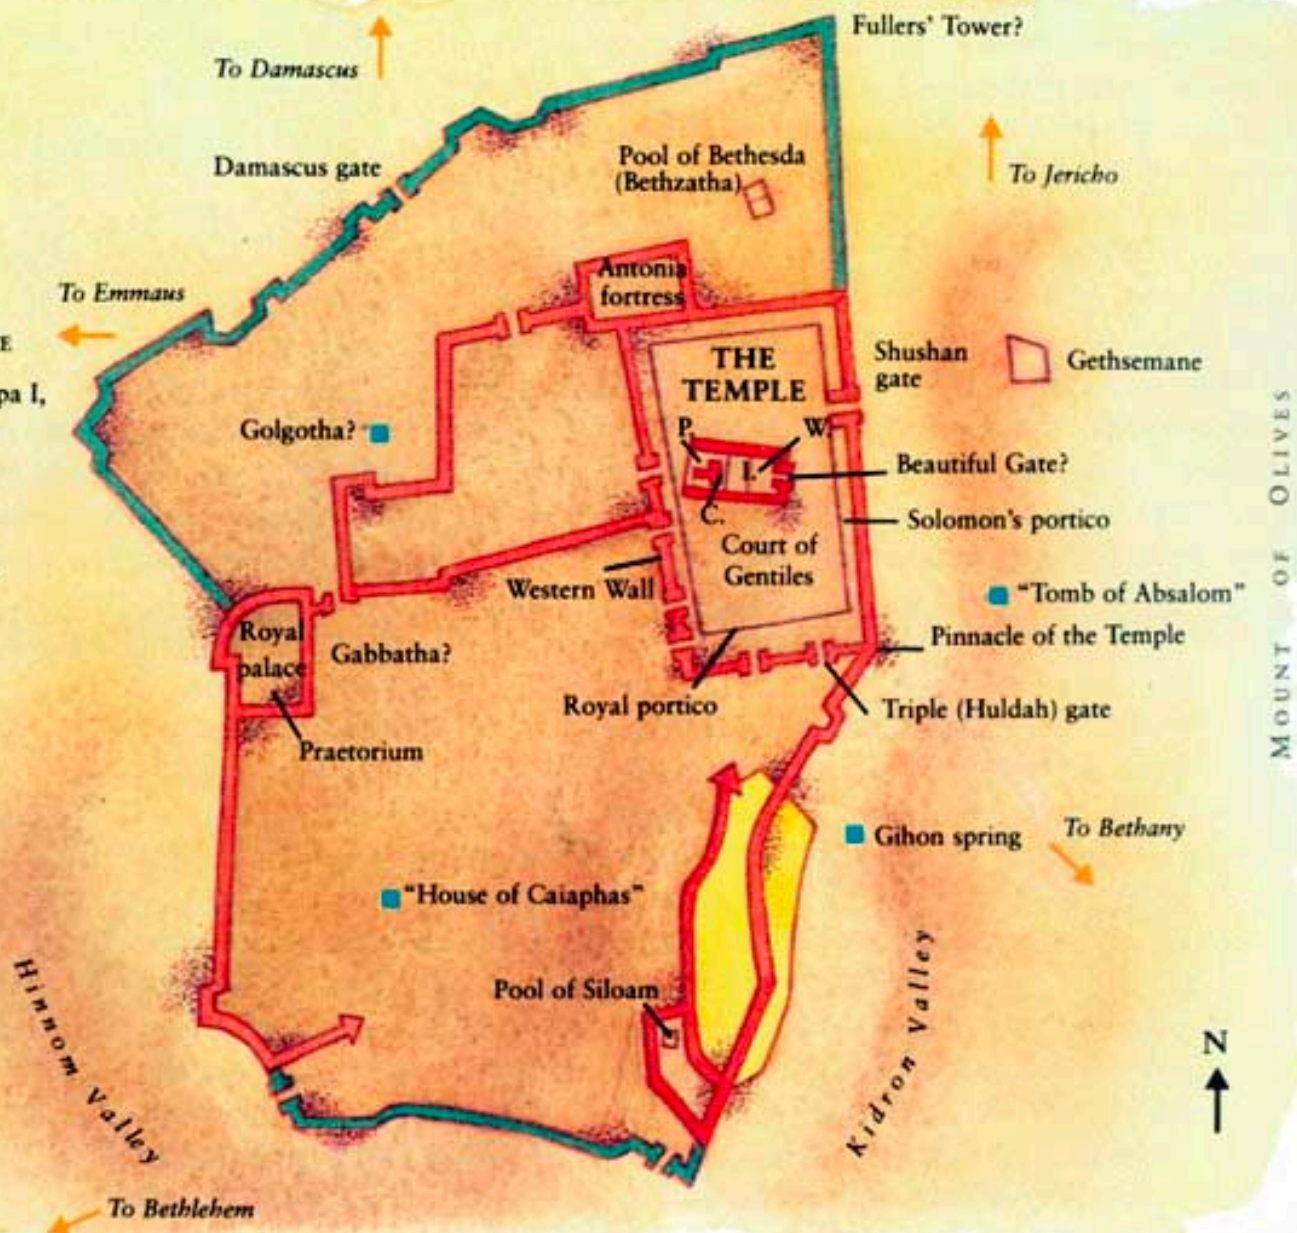 Fullers' Tower?
To Damascus
Damascus gate
Pool of Bethesda
(Bethzatha)
To Jericho
Antonia
fortress
To Emmaus
E
pa I,
THE
TEMPLE
Shushan
gate
Gethsemane
Golgotha?
P.
W.
I.
C.
Beautiful Gate?
Solomon's portico
Court of
Gentiles
Western Wall
"Tomb of Absalom"
MOUNT OF OLIVES
Royal
palace
Gabbatha?
Pinnacle of the Temple
Royal portico
Triple (Huldah) gate
Praetorium
Gihon spring
To Bethany
"House of Caiaphas"
Pool of Siloam
Hinnom Valley
Kidron Valley
N
To Bethlehem